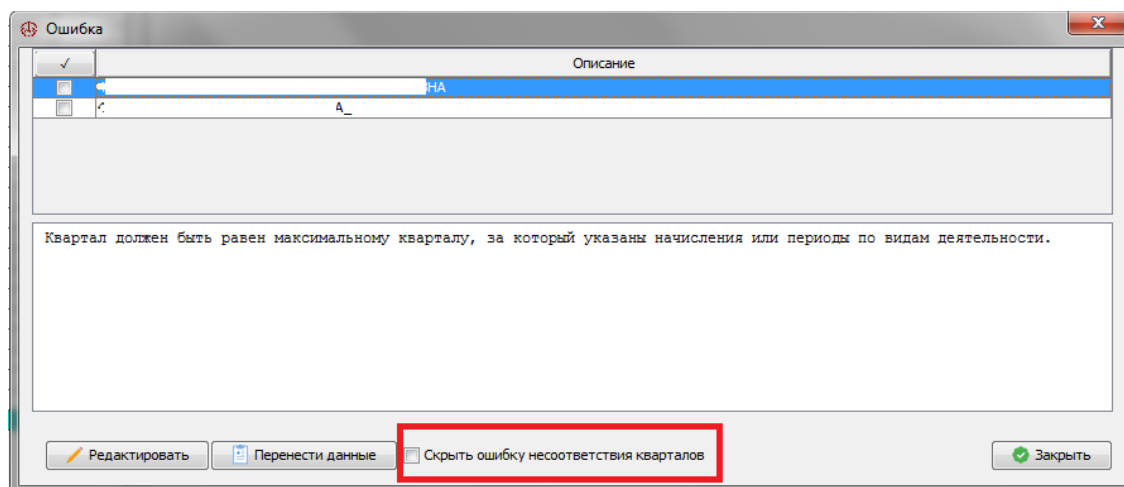 Ошибка
✓ Описание
ВНА
А_
Квартал должен быть равен максимальному кварталу, за который указаны начисления или периоды по видам деятельности.
Редактировать Перенести данные Скрыть ошибку несоответствия кварталов Закрыть